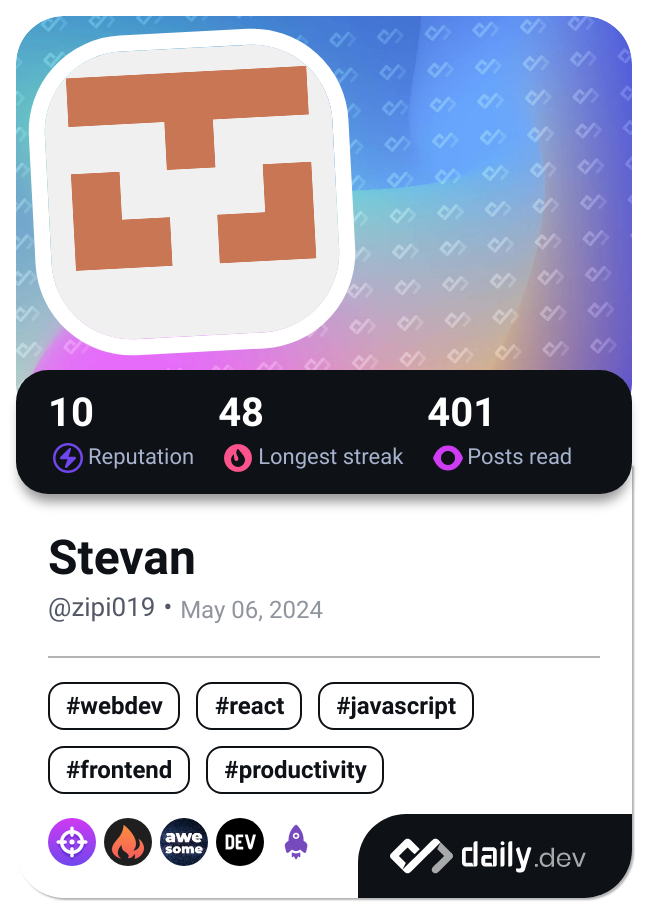 10 48 401
Reputation Longest streak Posts read
Stevan
@zipi019 • May 06, 2024
#webdev #react #javascript
#frontend #productivity
awe
some
DEV
daily.dev